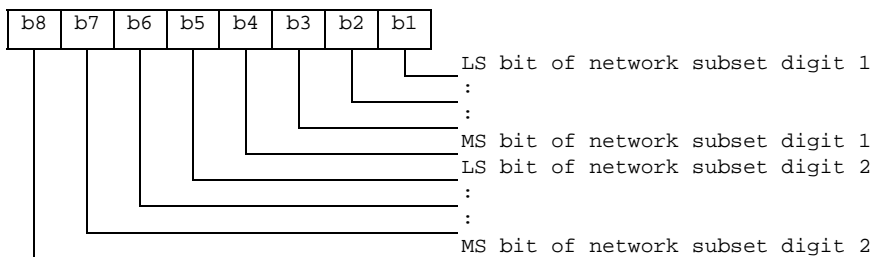 b8 b7 b6 b5 b4 b3 b2 b1
LS bit of network subset digit 1
:
:
MS bit of network subset digit 1
LS bit of network subset digit 2
:
:
MS bit of network subset digit 2